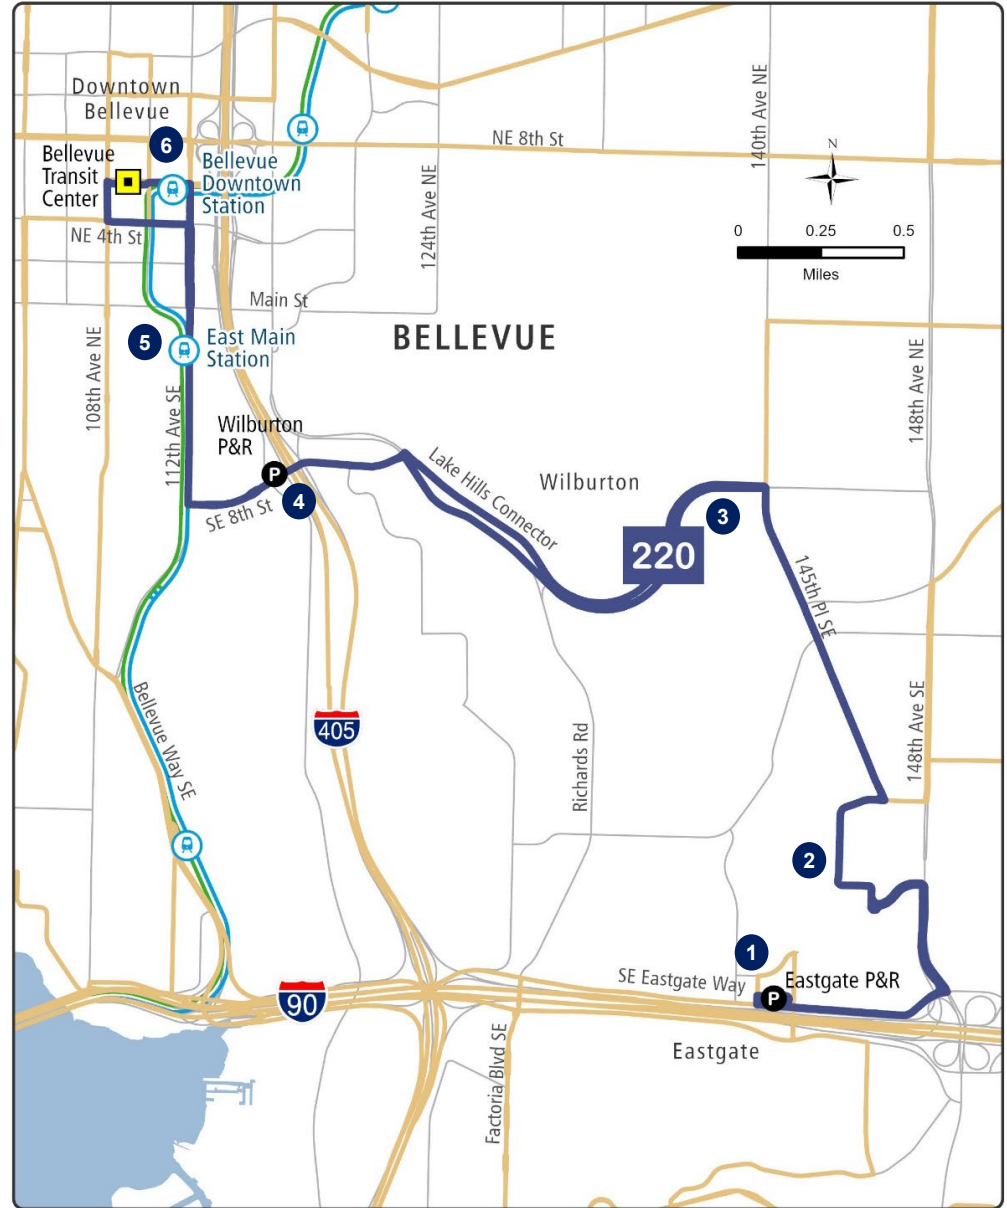 Downtown
Bellevue
6
NE 8th St
140th Ave NE
N
Bellevue
Transit
Center
Bellevue
Downtown
Station
124th Ave NE
0 0.25 0.5
Miles
NE 4th St
Main St
BELLEVUE
5
East Main
Station
108th Ave NE
148th Ave NE
112th Ave SE
Wilburton
P&R
P
4
SE 8th St
Lake Hills Connector
Wilburton
3
220
145th Pl SE
Bellevue Way SE
405
Richards Rd
148th Ave SE
2
1
SE Eastgate Way
Eastgate P&R
P
90
Eastgate
Factoria Blvd SE